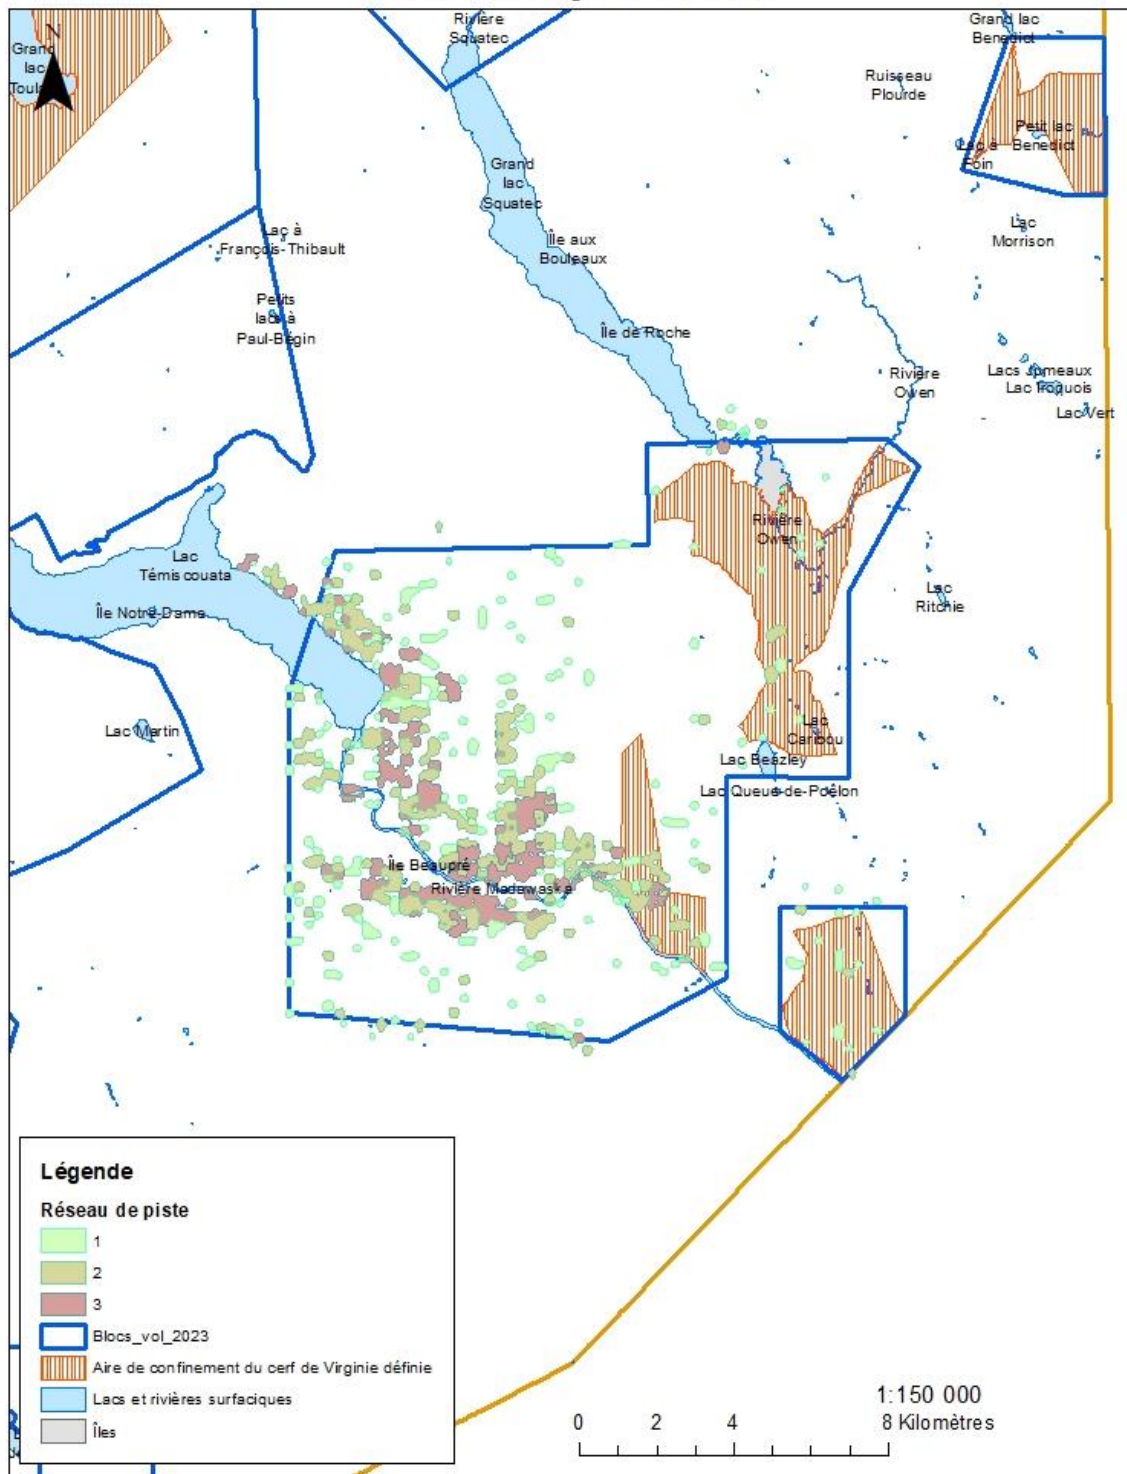 Rivière
Squatec
Grand lac
Benedict
N
Grand
lac
Ruisseau
Plourde
Petit lac
Benedict
Lac à
Foin
Grand
lac
Squatec
Lac
Morrison
Lac à
François-Thibault
Île aux
Bouleaux
Petits
lacs à
Paul-Bégin
Île de Roche
Rivière
Owen
Lacs Jumeaux
Lac Iroquois
Lac Vert
Rivière
Owen
Lac
Témiscouata
Île Notre-Dame
Lac
Ritchie
Lac Martin
Lac
Caribou
Lac Beazley
Lac Queue-de-Poêlon
Île Beaupré
Rivière Madawaska
Légende
Réseau de piste
1
2
3
Blocs_vol_2023
Aire de confinement du cerf de Virginie définie
Lacs et rivières surfaciques
Îles
1:150 000
0 2 4 8 Kilomètres